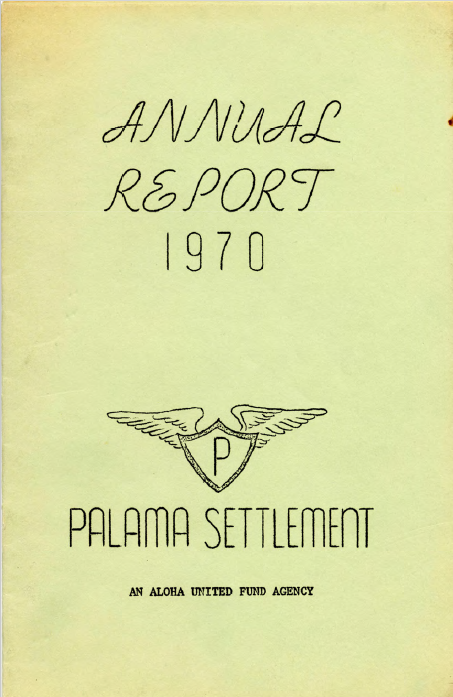 ANNUAL
REPORT
1970
P
PALAMA SETTLEMENT
AN ALOHA UNITED FUND AGENCY